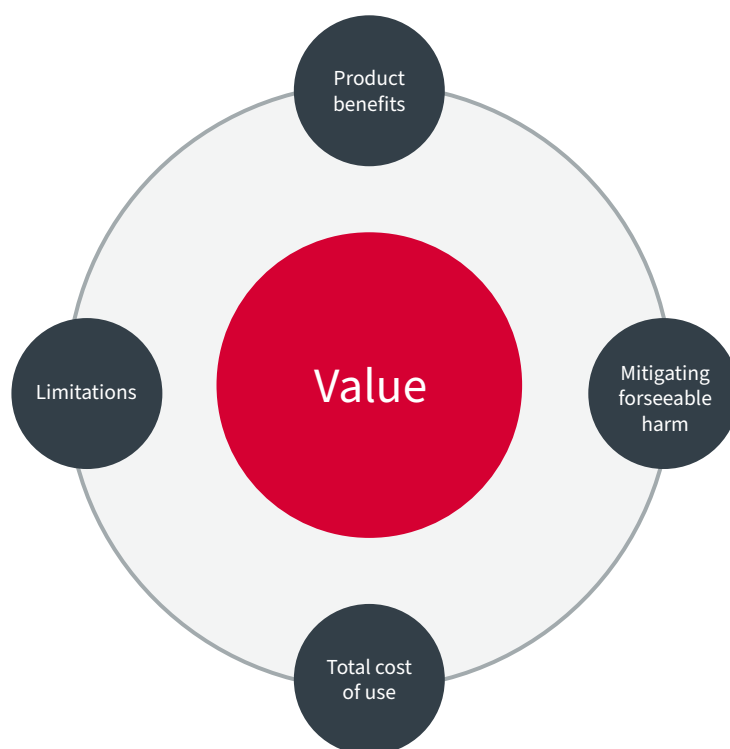 Product
benefits
Limitations
Value
Mitigating
forseeable
harm
Total cost
of use